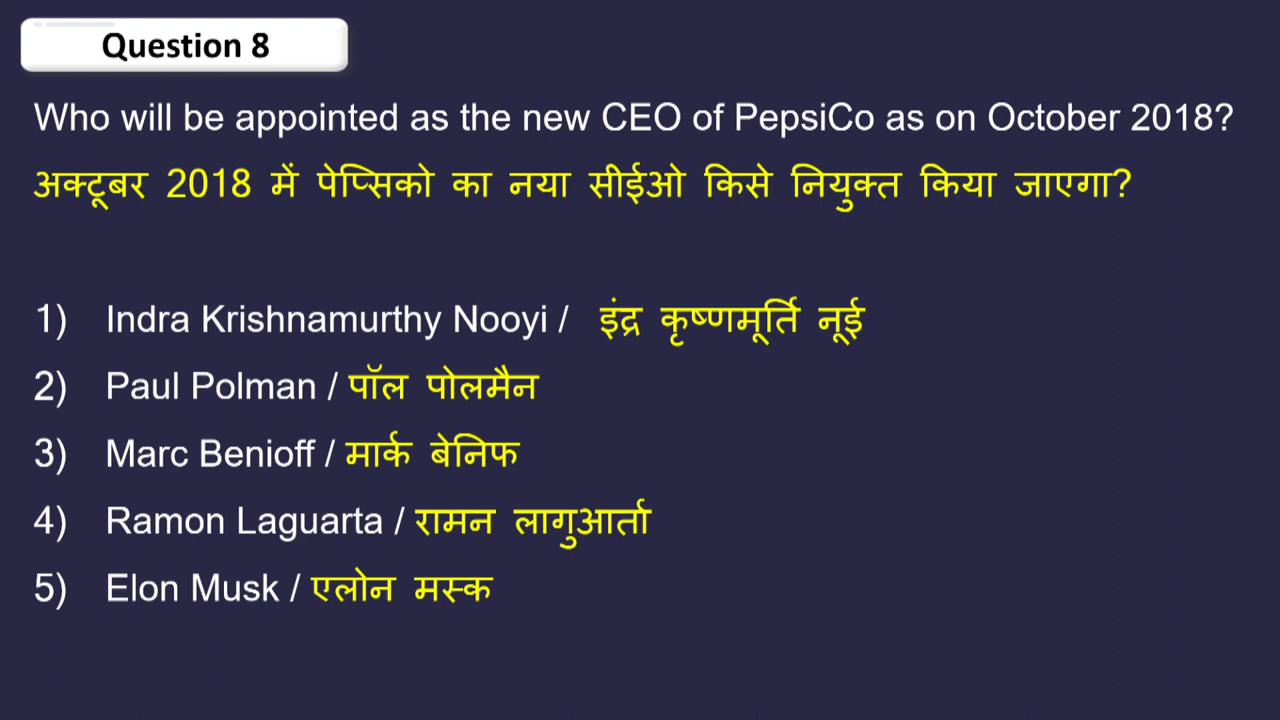 Question 8
Who will be appointed as the new CEO of PepsiCo as on October 2018?
अक्टूबर 2018 में पेप्सिको का नया सीईओ किसे नियुक्त किया जाएगा?
1) Indra Krishnamurthy Nooyi / इंद्र कृष्णमूर्ति नूई
2) Paul Polman / पॉल पोलमैन
3) Marc Benioff / मार्क बेनिफ
4) Ramon Laguarta / रामन लागुआर्ता
5) Elon Musk / एलोन मस्क